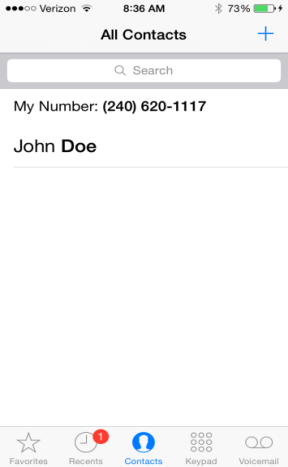 Verizon 8:36 AM 73%
All Contacts +
Search
My Number: (240) 620-1117
John Doe
1
Favorites Recents Contacts Keypad Voicemail